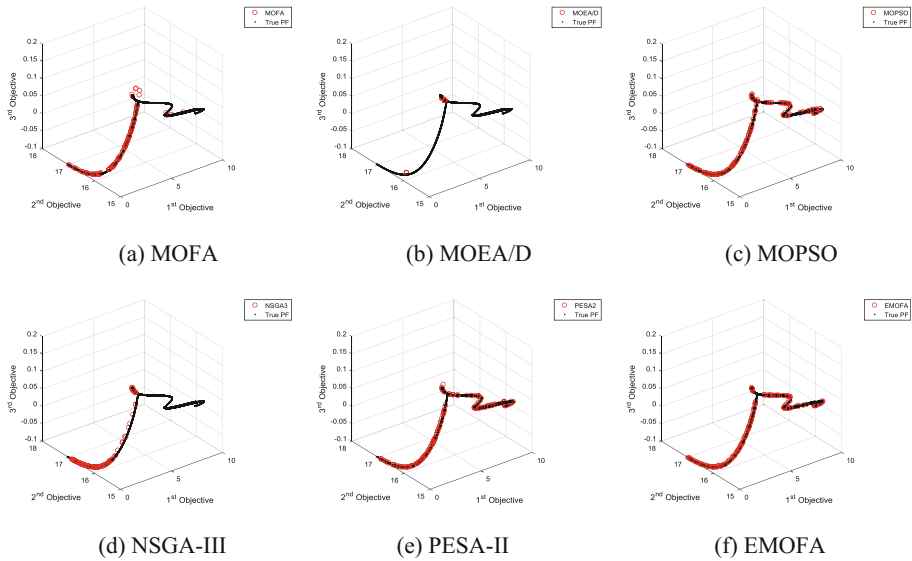 MOFA
True PF
0.2
0.15
0.1
0.05
0
-0.05
-0.1
18
17
16
15
0
5
10
3rd Objective
2nd Objective
1st Objective
(a) MOFA
MOEA/D
True PF
0.2
0.15
0.1
0.05
0
-0.05
-0.1
18
17
16
15
0
5
10
3rd Objective
2nd Objective
1st Objective
(b) MOEA/D
MOPSO
True PF
0.2
0.15
0.1
0.05
0
-0.05
-0.1
18
17
16
15
0
5
10
3rd Objective
2nd Objective
1st Objective
(c) MOPSO
NSGA3
True PF
0.2
0.15
0.1
0.05
0
-0.05
-0.1
17
16
15
0
5
10
3rd Objective
2nd Objective
1st Objective
(d) NSGA-III
PESA2
True PF
0.2
0.15
0.1
0.05
0
-0.05
-0.1
18
17
16
15
0
5
10
3rd Objective
2nd Objective
1st Objective
(e) PESA-II
EMOFA
True PF
0.2
0.15
0.1
0.05
0
-0.05
-0.1
18
17
16
15
0
5
10
3rd Objective
2nd Objective
1st Objective
(f) EMOFA